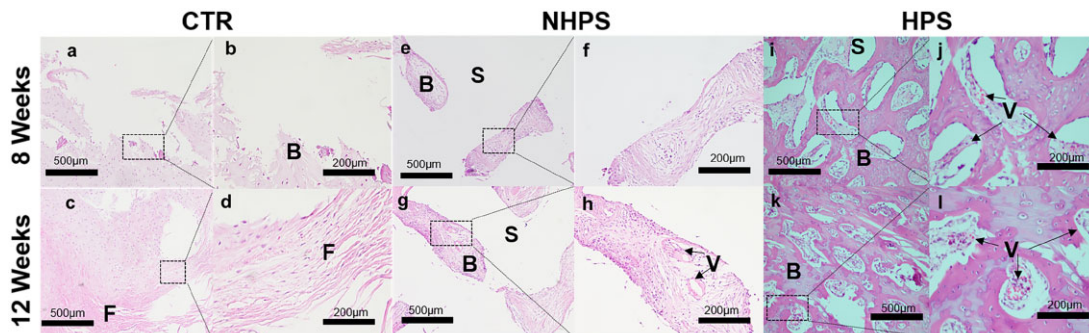 CTR NHPS HPS
8 Weeks
a b e f i S j
B S B V
B B
500μm 200μm 500μm 200μm 500μm 200μm
12 Weeks
c d g h k l
S
F B V B V
F
500μm 200μm 500μm 200μm 500μm 200μm